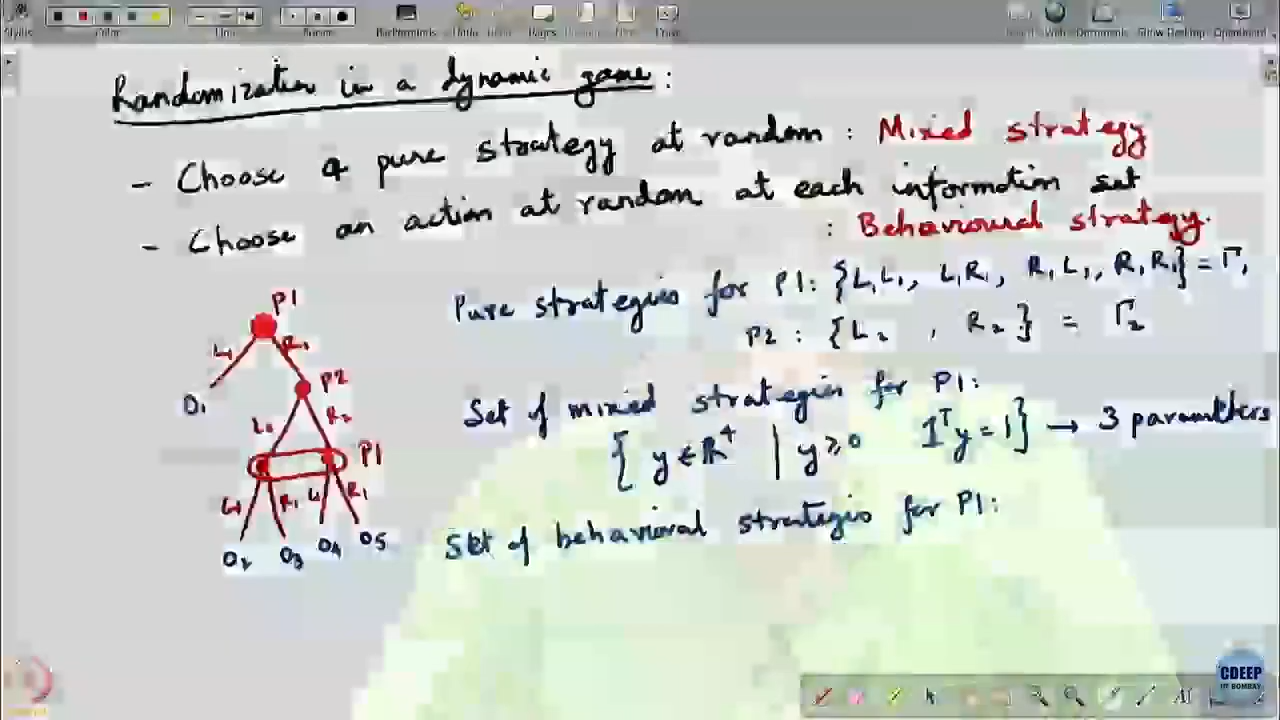 Randomization in a dynamic game:
- Choose a pure strategy at random : Mixed strategy
- Choose an action at random at each information set
: Behavioural strategy.
Pure strategies for P1: {L₁L₁, L₁R₁, R₁L₁, R₁R₁} = Γ₁
P2 : {L₂ , R₂} = Γ₂
Set of mixed strategies for P1:
{ y ∈ ℝ⁴ | y ≥ 0 1ᵀy = 1} → 3 parameters
Set of behavioral strategies for P1:
P1
L₁ R₁
O₁ P2
L₂ R₂
P1
L₁ R₁ L₁ R₁
O₂ O₃ O₄ O₅
CDEEP
IIT BOMBAY